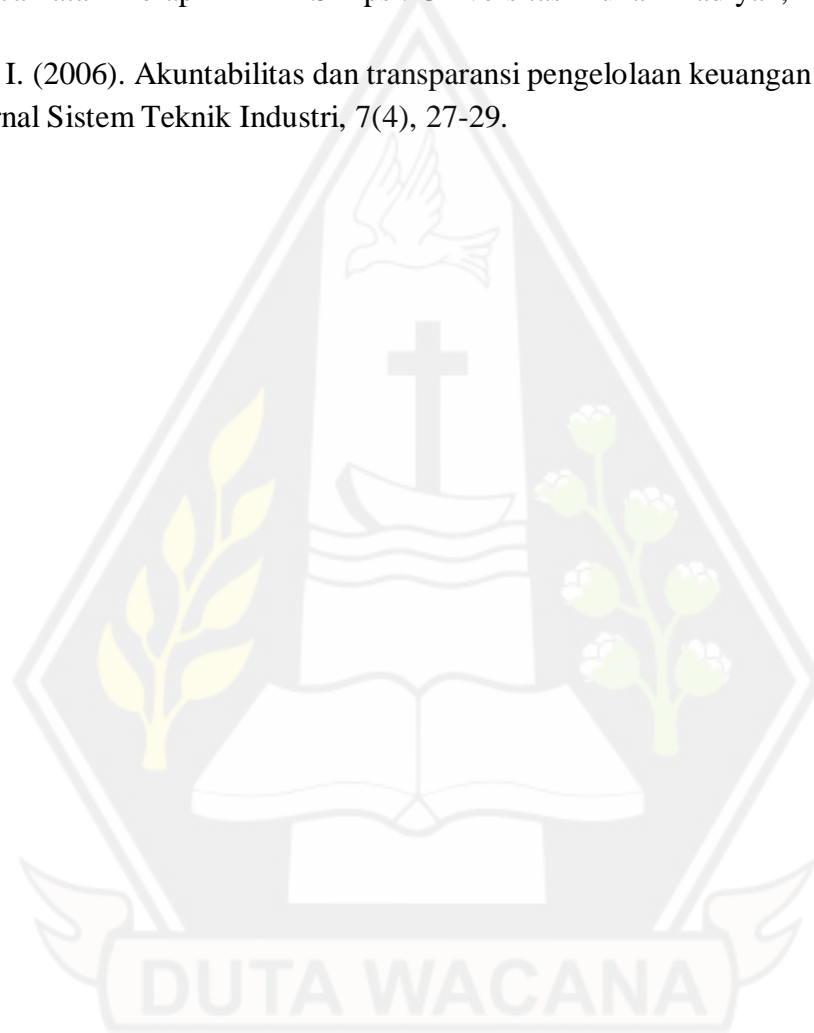 I. (2006). Akuntabilitas dan transparansi pengelolaan keuangan
rnal Sistem Teknik Industri, 7(4), 27-29.
DUTA WACANA